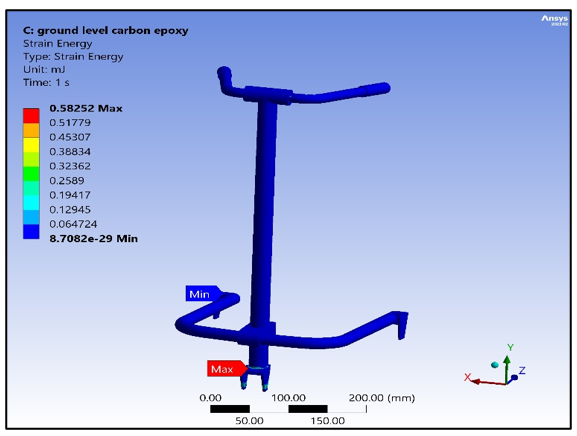 Ansys
C: ground level carbon epoxy
Strain Energy
Type: Strain Energy
Unit: mJ
Time: 1 s
0.58252 Max
0.51779
0.45307
0.38834
0.32362
0.2589
0.19417
0.12945
0.064724
8.7082e-29 Min
Min
Max
Y
X
Z
0.00
100.00
200.00 (mm)
50.00
150.00